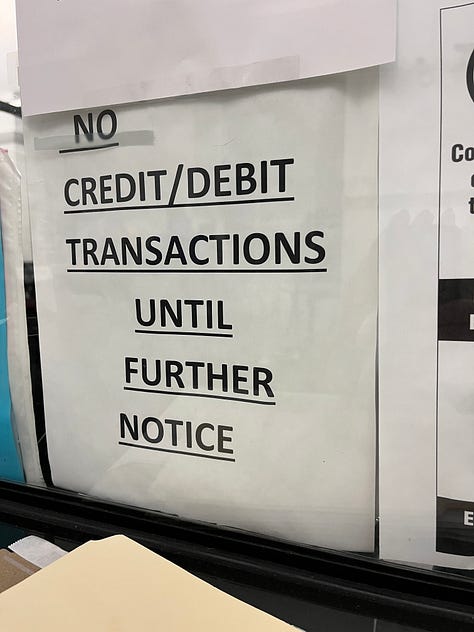 NO
CREDIT/DEBIT
TRANSACTIONS
UNTIL
FURTHER
NOTICE